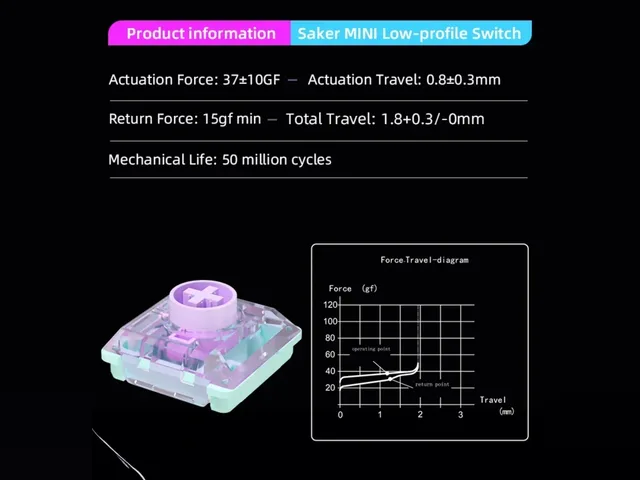 Product information Saker MINI Low-profile Switch
Actuation Force: 37±10GF — Actuation Travel: 0.8±0.3mm
Return Force: 15gf min — Total Travel: 1.8+0.3/-0mm
Mechanical Life: 50 million cycles
Force-Travel-diagram
Force (gf)
120
100
80
60
operating point
40
return point
20
Travel
0 1 2 3 (mm)